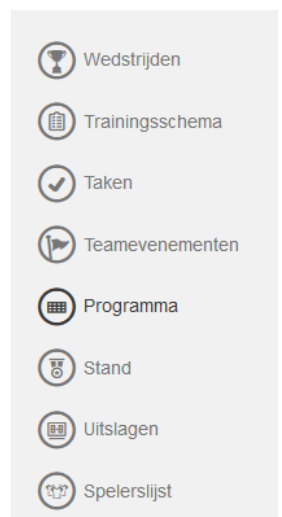 Wedstrijden
Trainingsschema
Taken
Teamevenementen
Programma
Stand
Uitslagen
Spelerslijst